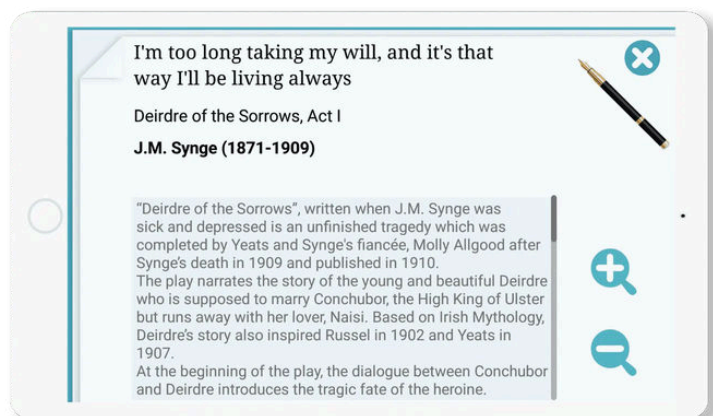 I'm too long taking my will, and it's that
way I'll be living always
Deirdre of the Sorrows, Act I
J.M. Synge (1871-1909)
“Deirdre of the Sorrows”, written when J.M. Synge was
sick and depressed is an unfinished tragedy which was
completed by Yeats and Synge's fiancée, Molly Allgood after
Synge’s death in 1909 and published in 1910.
The play narrates the story of the young and beautiful Deirdre
who is supposed to marry Conchubor, the High King of Ulster
but runs away with her lover, Naisi. Based on Irish Mythology,
Deirdre’s story also inspired Russel in 1902 and Yeats in
1907.
At the beginning of the play, the dialogue between Conchubor
and Deirdre introduces the tragic fate of the heroine.